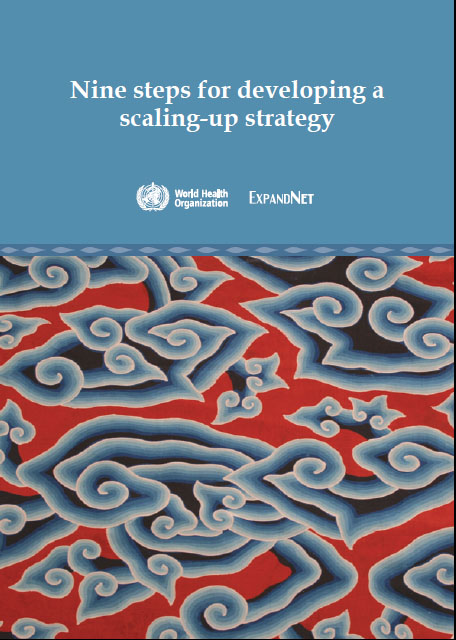 Nine steps for developing a
scaling-up strategy
World Health
Organization
EXPANDNET